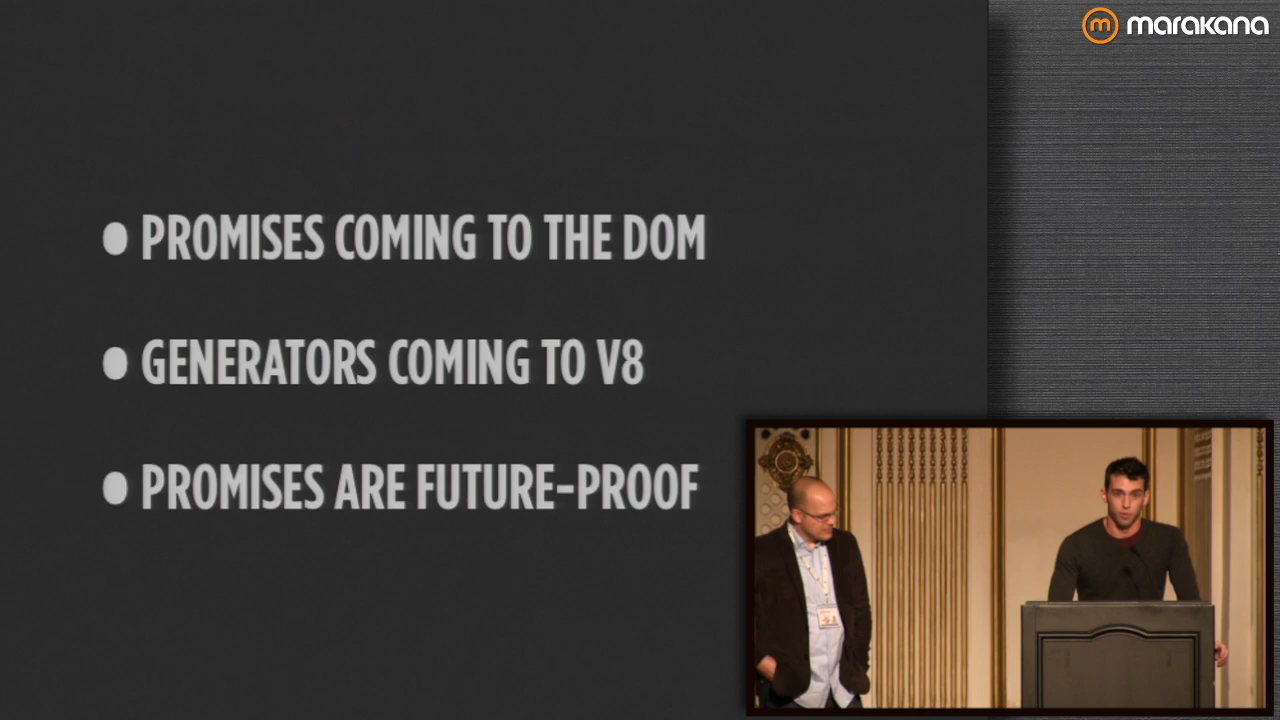 marakana
• PROMISES COMING TO THE DOM
• GENERATORS COMING TO V8
• PROMISES ARE FUTURE-PROOF